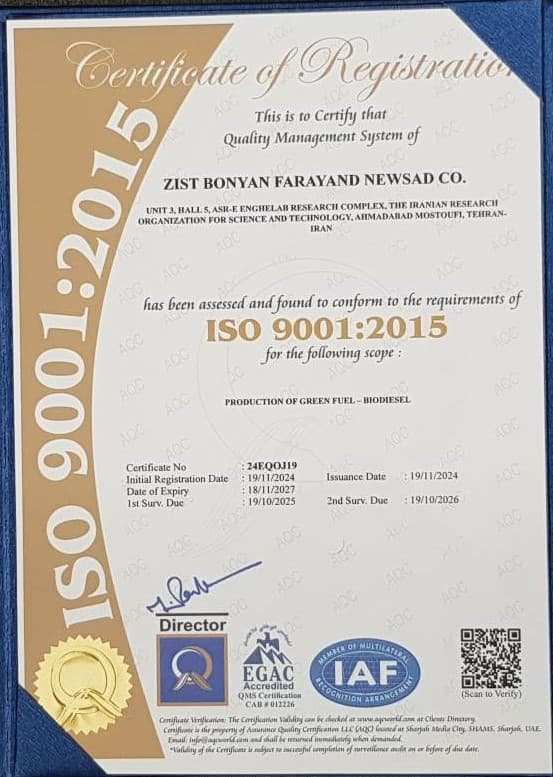 Certificate of Registration
This is to Certify that
Quality Management System of
ZIST BONYAN FARAYAND NEWSAD CO.
UNIT 3, HALL 5, ASR-E ENGHELAB RESEARCH COMPLEX, THE IRANIAN RESEARCH
ORGANIZATION FOR SCIENCE AND TECHNOLOGY, AHMADABAD MOSTOUFI, TEHRAN-
IRAN
has been assessed and found to conform to the requirements of
ISO 9001:2015
for the following scope :
PRODUCTION OF GREEN FUEL – BIODIESEL
Certificate No : 24EQOJ19
Initial Registration Date : 19/11/2024 Issuance Date : 19/11/2024
Date of Expiry : 18/11/2027
1st Surv. Due : 19/10/2025 2nd Surv. Due : 19/10/2026
ISO 9001:2015
Director
EGAC
Accredited
QMS Certification
CAB # 012226
MEMBER OF MULTILATERAL
IAF
RECOGNITION ARRANGEMENT
(Scan to Verify)
Certificate Verification: The Certification Validity can be checked at www.aqcworld.com at Clients Directory.
Certificate is the property of Assurance Quality Certification LLC (AQC) located at Sharjah Media City, SHAMS, Sharjah, UAE.
Email: info@aqcworld.com and shall be returned immediately when demanded.
*Validity of the Certificate is subject to successful completion of surveillance audit on or before of due date.